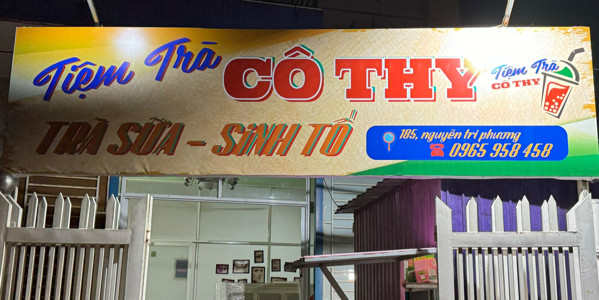 Tiệm Trà CÔ THY
Tiệm Trà
CÔ THY
TRÀ SỮA - SINH TỐ
185, nguyễn tri phương
0965 958 458